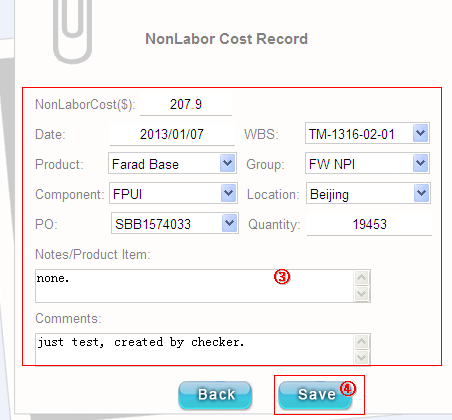 NonLabor Cost Record
NonLaborCost($): 207.9
Date: 2013/01/07 WBS: TM-1316-02-01
Product: Farad Base Group: FW NPI
Component: FPUI Location: Beijing
PO: SBB1574033 Quantity: 19453
Notes/Product Item:
none. ③
Comments:
just test, created by checker.
Back Save ④